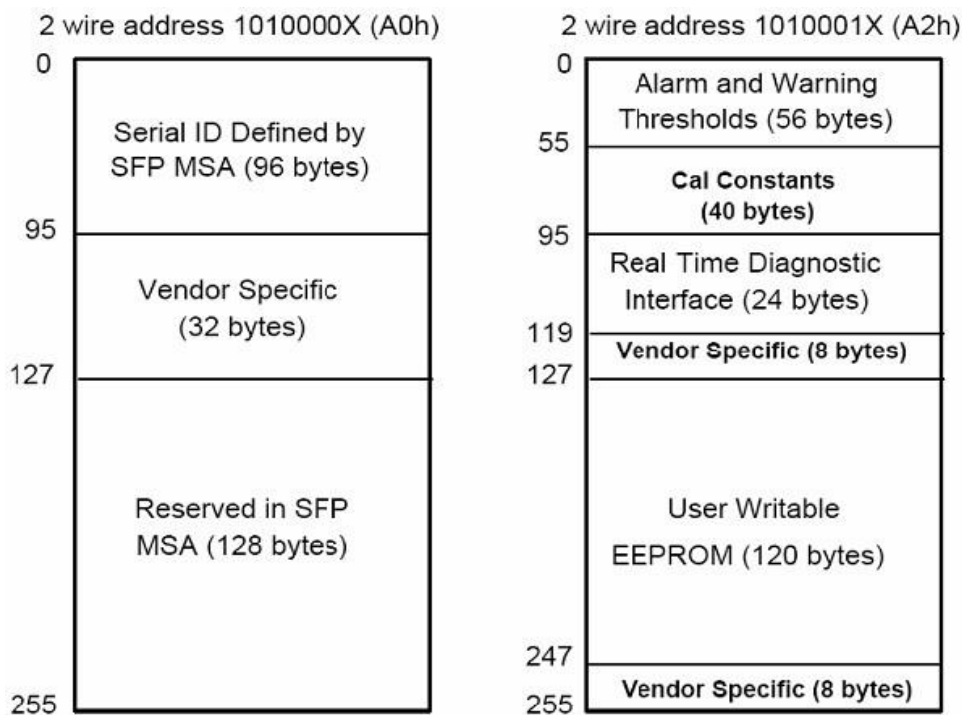 2 wire address 1010000X (A0h)
0
Serial ID Defined by
SFP MSA (96 bytes)
95
Vendor Specific
(32 bytes)
127
Reserved in SFP
MSA (128 bytes)
255
2 wire address 1010001X (A2h)
0
Alarm and Warning
Thresholds (56 bytes)
55
Cal Constants
(40 bytes)
95
Real Time Diagnostic
Interface (24 bytes)
119
Vendor Specific (8 bytes)
127
User Writable
EEPROM (120 bytes)
247
Vendor Specific (8 bytes)
255